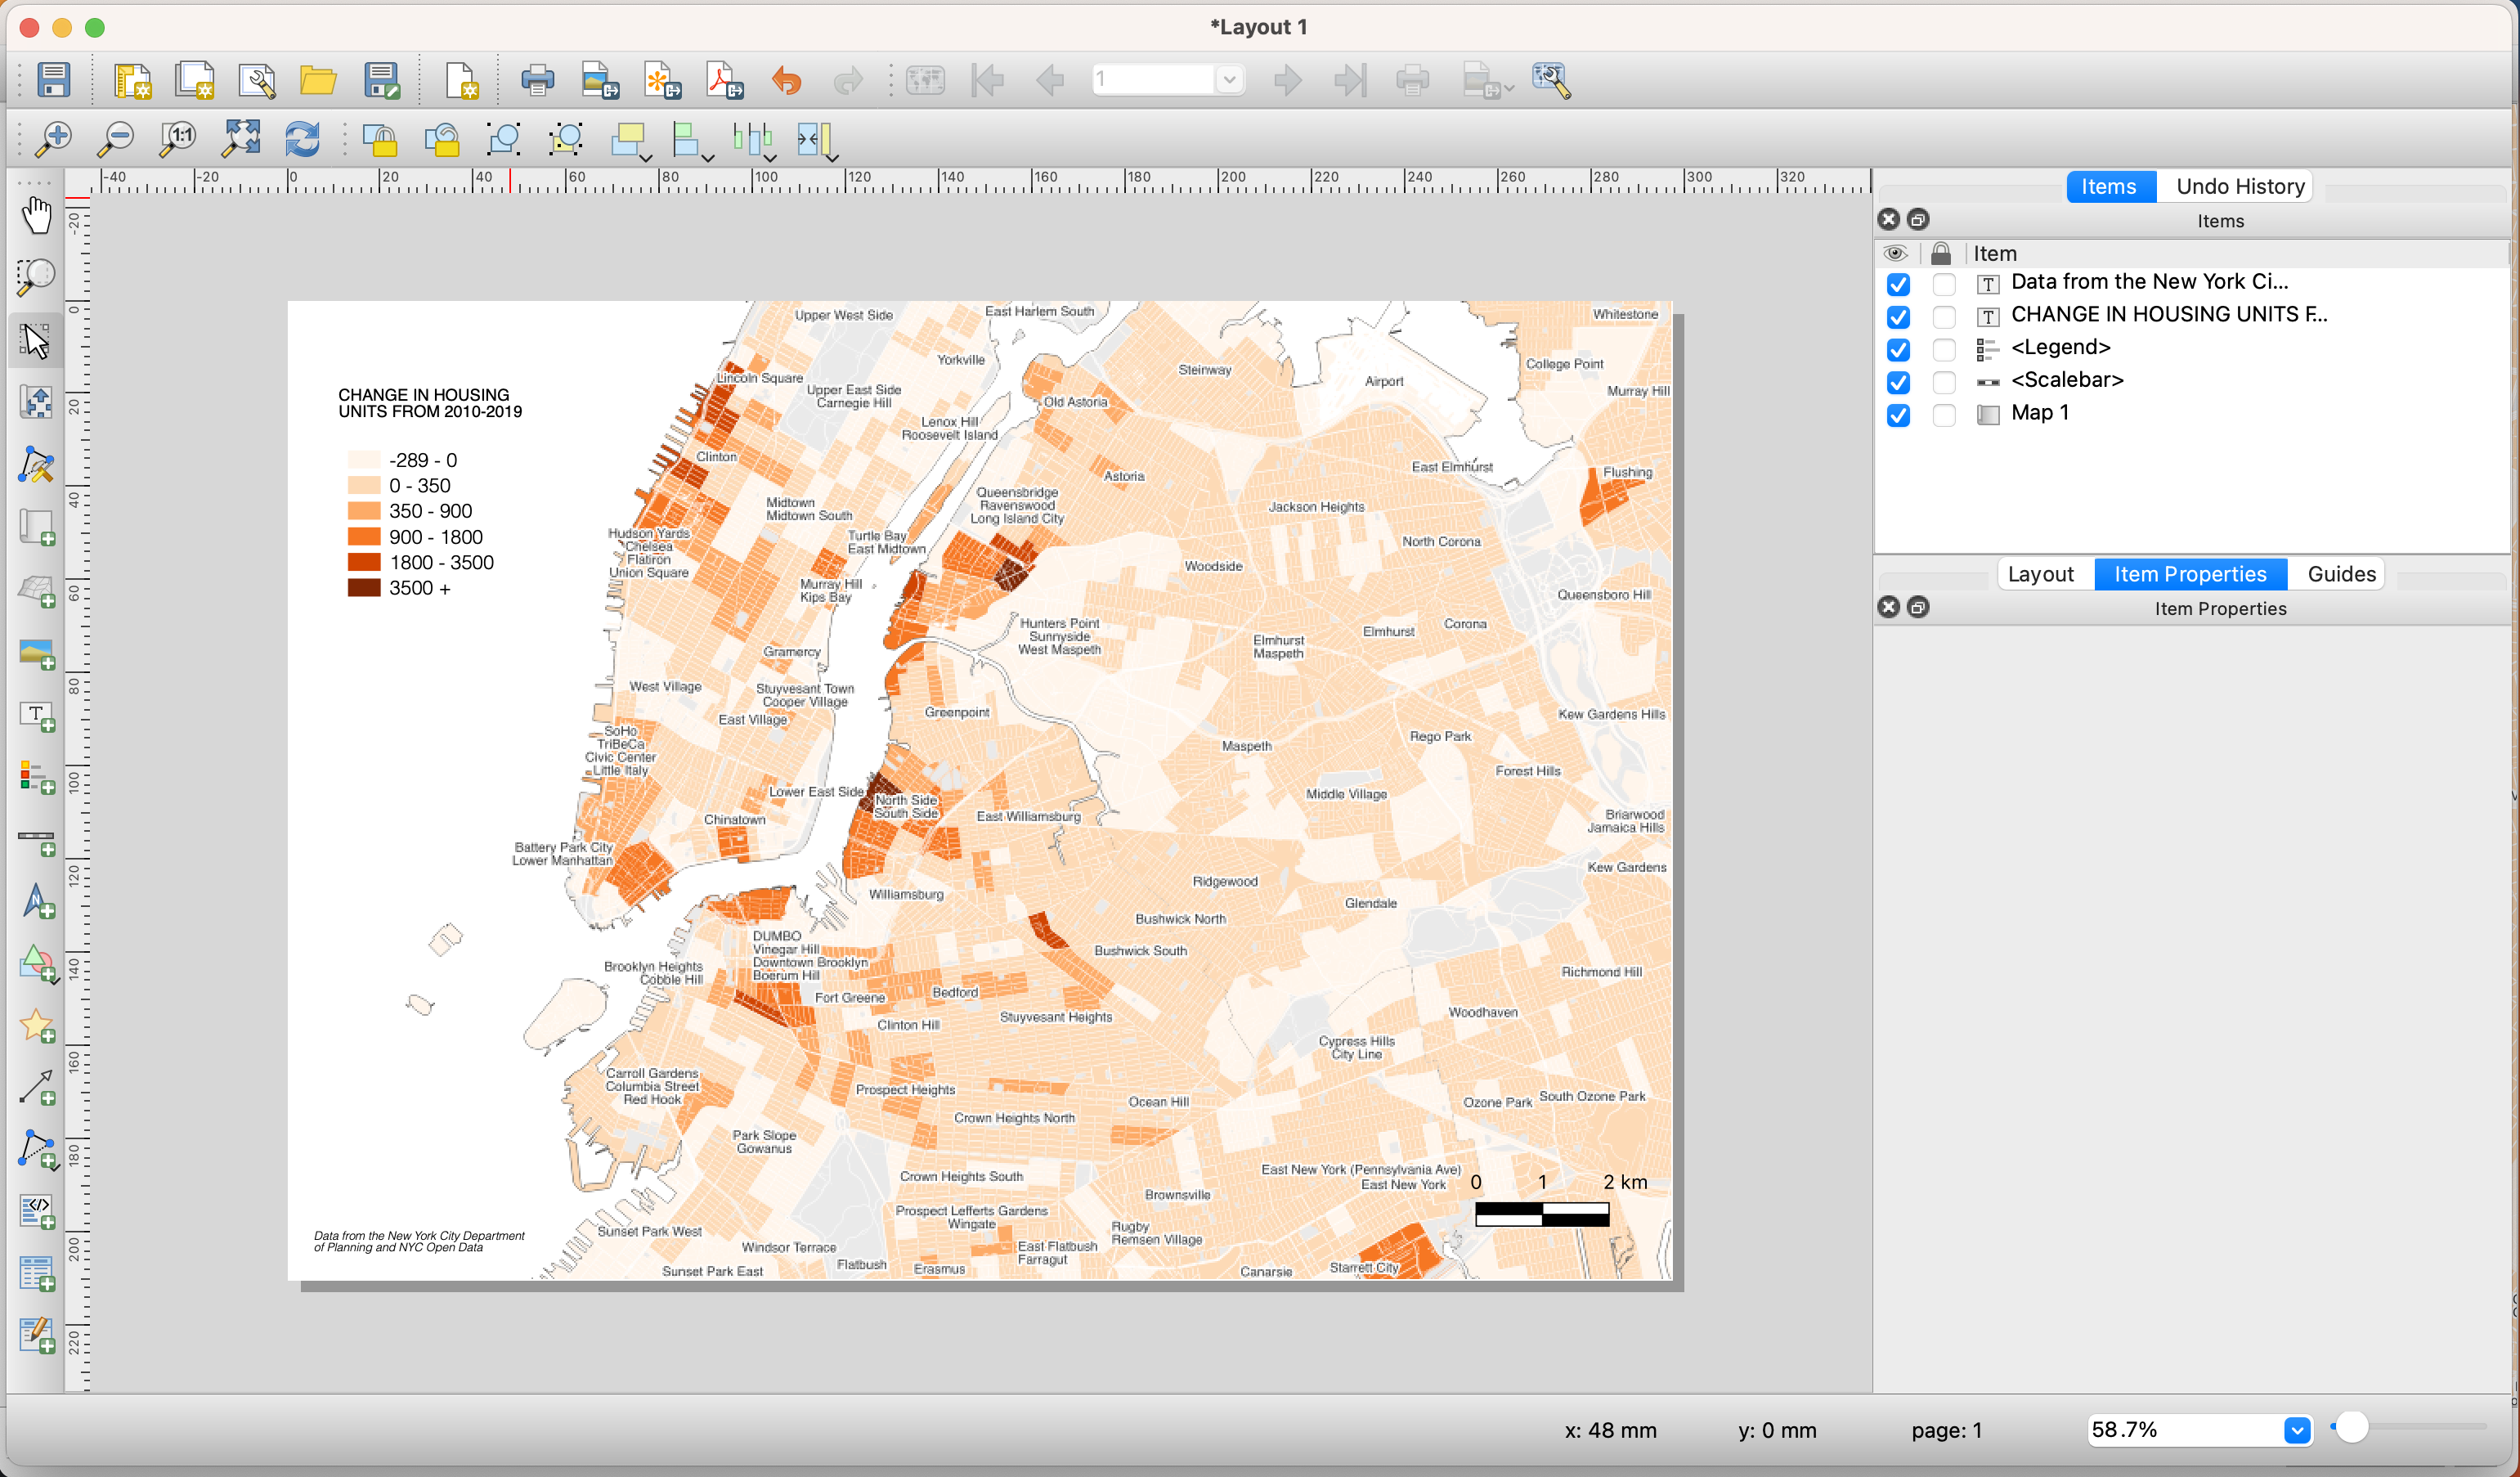 *Layout 1
1
1:1
-40 -20 0 20 40 60 80 100 120 140 160 180 200 220 240 260 280 300 320
-20
0
20
40
60
80
100
120
140
160
180
200
220
CHANGE IN HOUSING
UNITS FROM 2010-2019
-289 - 0
0 - 350
350 - 900
900 - 1800
1800 - 3500
3500 +
Upper West Side
East Harlem South
Whitestone
Yorkville
Steinway
College Point
Lincoln Square
Airport
Upper East Side
Carnegie Hill
Murray Hill
Old Astoria
Lenox Hill
Roosevelt Island
Clinton
East Elmhurst
Flushing
Astoria
Queensbridge
Ravenswood
Long Island City
Midtown
Midtown South
Jackson Heights
Hudson Yards
Chelsea
Flatiron
Union Square
Turtle Bay
East Midtown
North Corona
Woodside
Murray Hill
Kips Bay
Queensboro Hill
Hunters Point
Sunnyside
West Maspeth
Elmhurst
Maspeth
Elmhurst
Corona
Gramercy
West Village
Stuyvesant Town
Cooper Village
East Village
Greenpoint
Kew Gardens Hills
SoHo
TriBeCa
Civic Center
Little Italy
Maspeth
Rego Park
Forest Hills
Lower East Side
North Side
South Side
Middle Village
Chinatown
East Williamsburg
Briarwood
Jamaica Hills
Battery Park City
Lower Manhattan
Kew Gardens
Williamsburg
Ridgewood
Glendale
Bushwick North
DUMBO
Vinegar Hill
Downtown Brooklyn
Boerum Hill
Bushwick South
Brooklyn Heights
Cobble Hill
Richmond Hill
Fort Greene
Bedford
Clinton Hill
Stuyvesant Heights
Woodhaven
Cypress Hills
City Line
Carroll Gardens
Columbia Street
Red Hook
Prospect Heights
Ocean Hill
Ozone Park
South Ozone Park
Crown Heights North
Park Slope
Gowanus
Crown Heights South
East New York (Pennsylvania Ave)
East New York
Brownsville
0 1 2 km
Prospect Lefferts Gardens
Wingate
Rugby
Remsen Village
Sunset Park West
Windsor Terrace
East Flatbush
Farragut
Flatbush
Erasmus
Sunset Park East
Canarsie
Starrett City
Data from the New York City Department
of Planning and NYC Open Data
Items
Undo History
Items
Item
Data from the New York Ci...
CHANGE IN HOUSING UNITS F...
<Legend>
<Scalebar>
Map 1
Layout
Item Properties
Guides
Item Properties
x: 48 mm
y: 0 mm
page: 1
58.7%